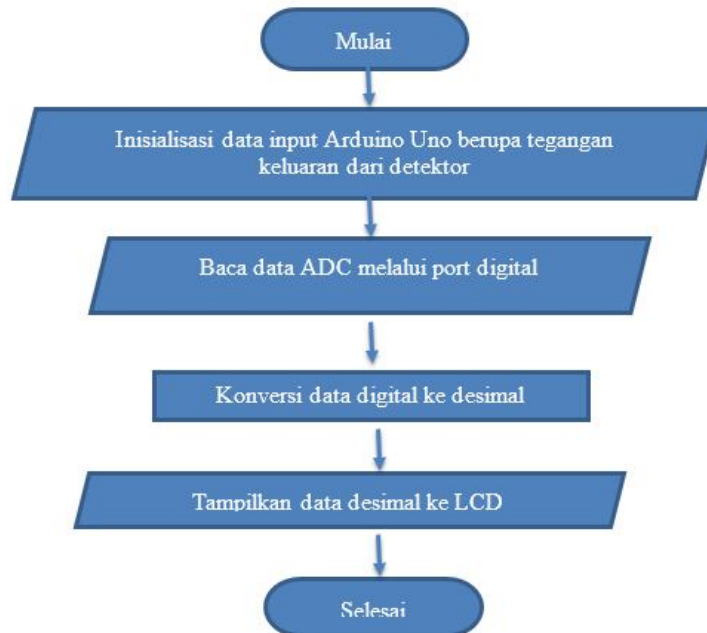 Mulai
Inisialisasi data input Arduino Uno berupa tegangan
keluaran dari detektor
Baca data ADC melalui port digital
Konversi data digital ke desimal
Tampilkan data desimal ke LCD
Selesai